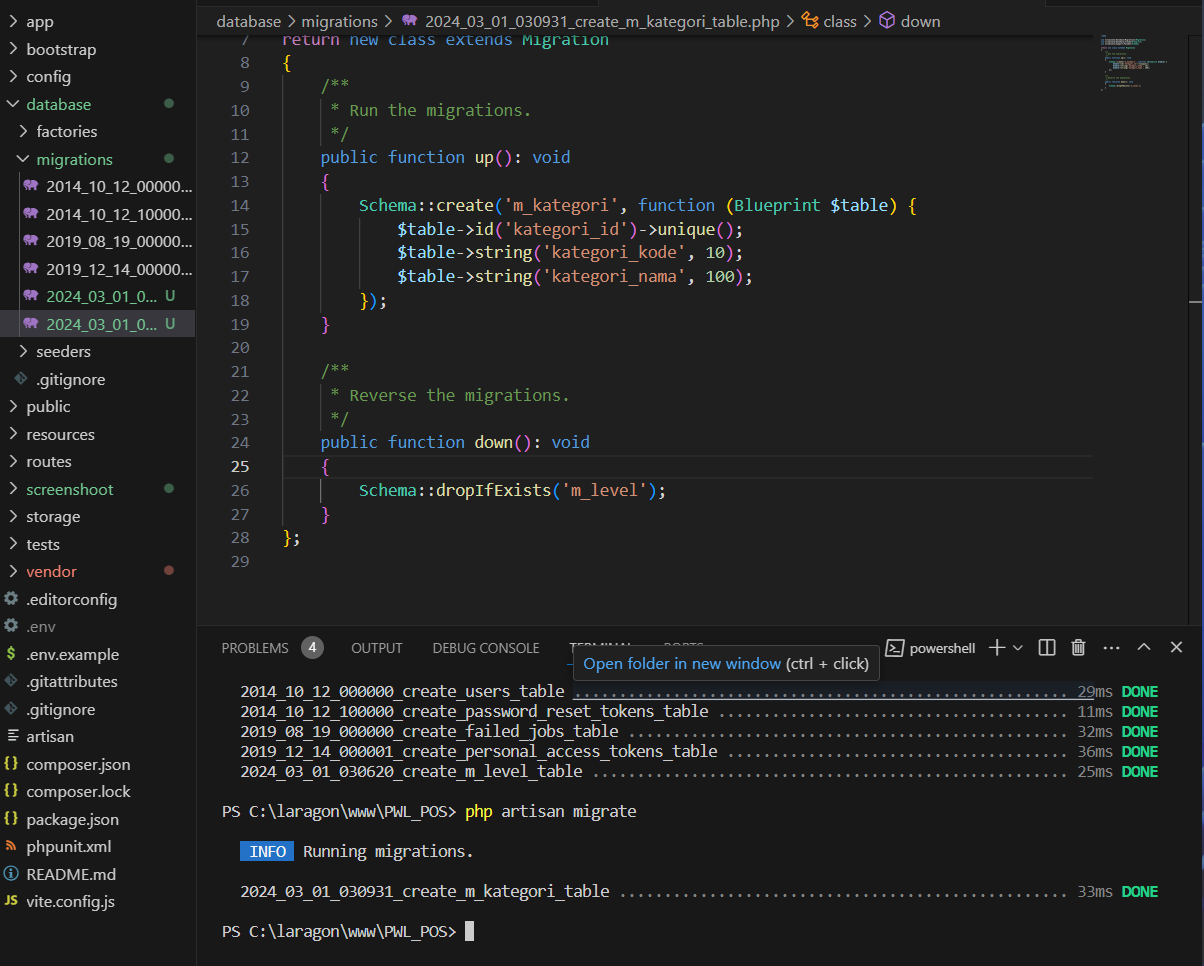 app
bootstrap
config
database
factories
migrations
2014_10_12_00000...
2014_10_12_10000...
2019_08_19_00000...
2019_12_14_00000...
2024_03_01_0... U
2024_03_01_0... U
seeders
.gitignore
public
resources
routes
screenshoot
storage
tests
vendor
.editorconfig
.env
$ .env.example
.gitattributes
.gitignore
artisan
{} composer.json
{} composer.lock
{} package.json
phpunit.xml
README.md
JS vite.config.js
database > migrations > 2024_03_01_030931_create_m_kategori_table.php > class > down
7 return new class extends Migration
8 {
9 /**
10 * Run the migrations.
11 */
12 public function up(): void
13 {
14 Schema::create('m_kategori', function (Blueprint $table) {
15 $table->id('kategori_id')->unique();
16 $table->string('kategori_kode', 10);
17 $table->string('kategori_nama', 100);
18 });
19 }
20
21 /**
22 * Reverse the migrations.
23 */
24 public function down(): void
25 {
26 Schema::dropIfExists('m_level');
27 }
28 };
29
PROBLEMS 4 OUTPUT DEBUG CONSOLE TERMINAL PORTS powershell
Open folder in new window (ctrl + click)
2014_10_12_000000_create_users_table ........................................................ 29ms DONE
2014_10_12_100000_create_password_reset_tokens_table ....................................... 11ms DONE
2019_08_19_000000_create_failed_jobs_table ................................................. 32ms DONE
2019_12_14_000001_create_personal_access_tokens_table ...................................... 36ms DONE
2024_03_01_030620_create_m_level_table ..................................................... 25ms DONE
PS C:\laragon\www\PWL_POS> php artisan migrate
INFO Running migrations.
2024_03_01_030931_create_m_kategori_table .................................................. 33ms DONE
PS C:\laragon\www\PWL_POS>